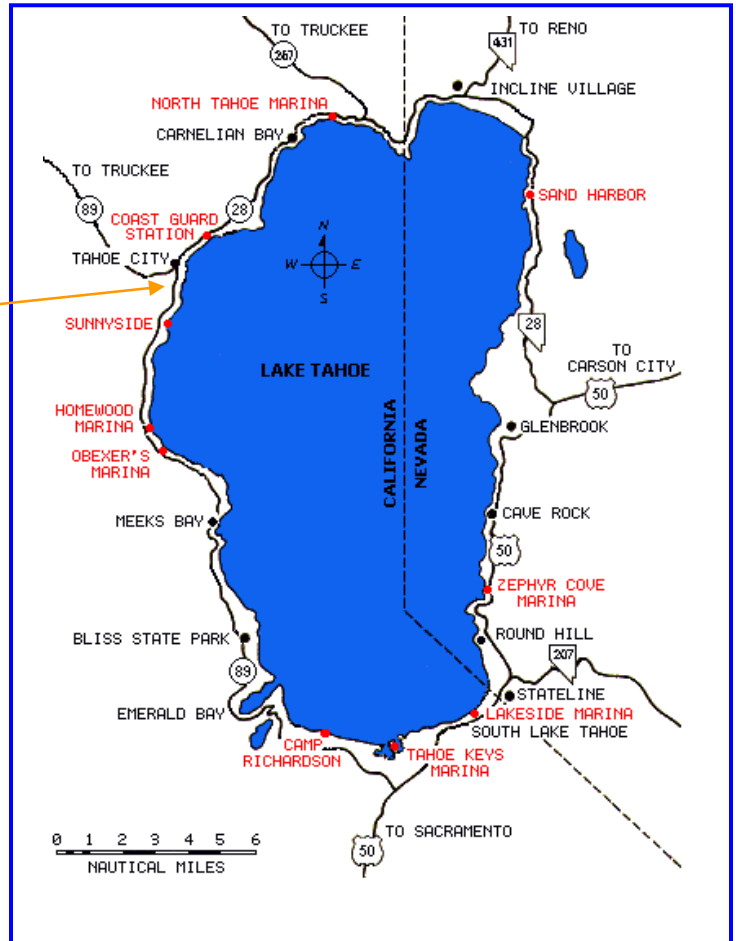 TO TRUCKEE
267
TO RENO
431
INCLINE VILLAGE
NORTH TAHOE MARINA
CARNELIAN BAY
TO TRUCKEE
89
28
COAST GUARD
STATION
TAHOE CITY
SAND HARBOR
N
W E
S
SUNNYSIDE
28
TO
CARSON CITY
50
LAKE TAHOE
CALIFORNIA
NEVADA
HOMEWOOD
MARINA
OBEXER'S
MARINA
GLENBROOK
MEEKS BAY
CAVE ROCK
50
ZEPHYR COVE
MARINA
BLISS STATE PARK
ROUND HILL
207
89
STATELINE
EMERALD BAY
LAKESIDE MARINA
SOUTH LAKE TAHOE
CAMP
RICHARDSON
TAHOE KEYS
MARINA
TO SACRAMENTO
50
0 1 2 3 4 5 6
NAUTICAL MILES